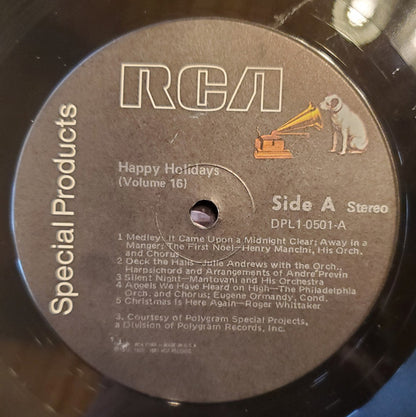 RCA
Special Products
Happy Holidays
(Volume 16)
Side A Stereo
DPL1-0501-A
1 Medley: It Came Upon a Midnight Clear; Away in a
Manger; The First Noel—Henry Mancini, His Orch.
and Chorus
2 Deck the Halls—Julie Andrews with the Orch.,
Harpsichord and Arrangements of André Previn
3 Silent Night—Mantovani and His Orchestra
4 Angels We Have Heard on High—The Philadelphia
Orch. and Chorus; Eugene Ormandy, Cond.
5 Christmas Is Here Again—Roger Whittaker
3. Courtesy of Polygram Special Projects,
a Division of Polygram Records, Inc.
MADE IN U.S.A.